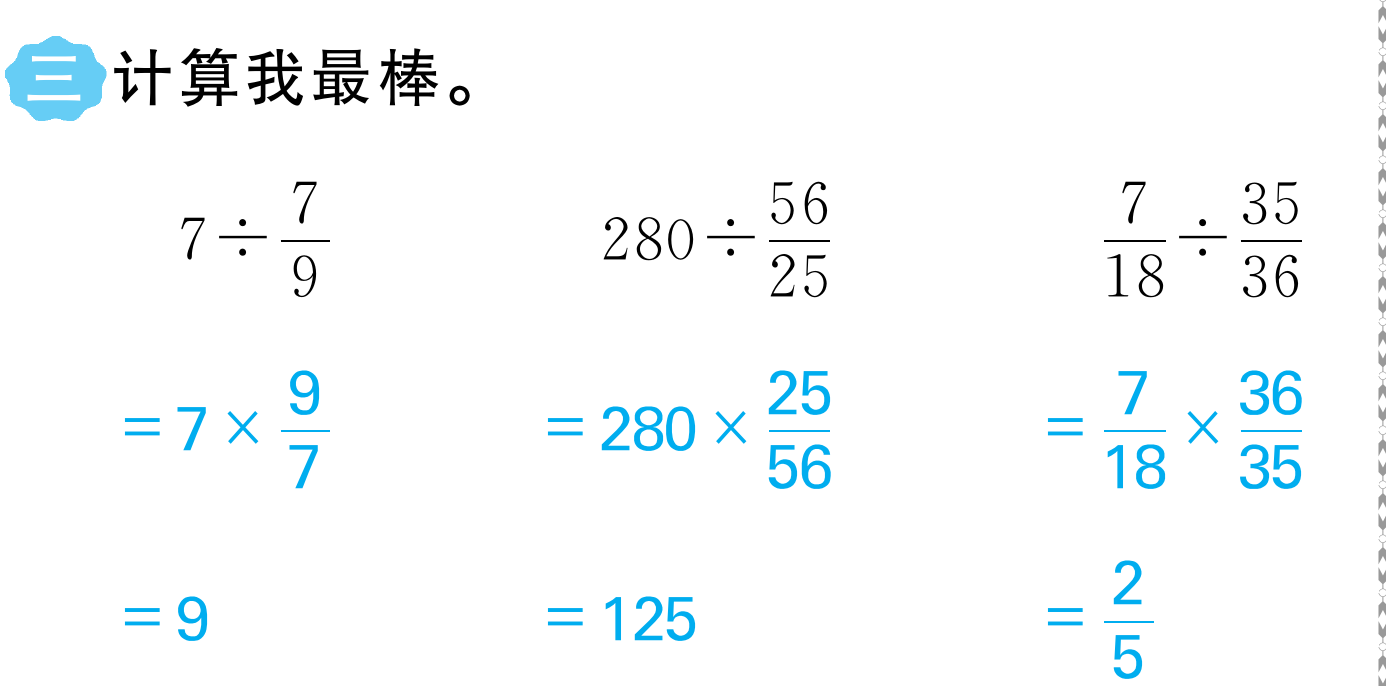 三 计算我最棒。
7÷7/9 280÷56/25 7/18÷35/36
=7×9/7 =280×25/56 =7/18×36/35
=9 =125 =2/5